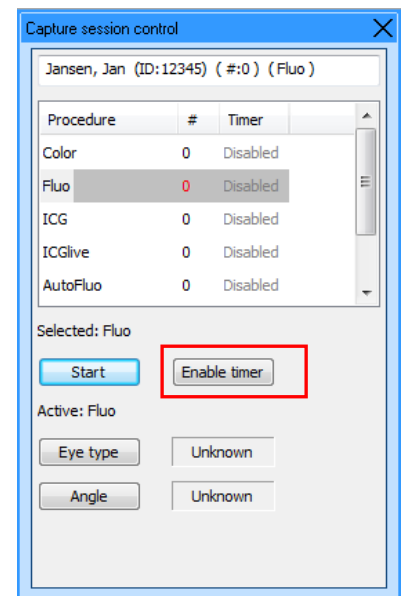 Capture session control
Jansen, Jan (ID:12345) ( #:0 ) ( Fluo )
Procedure # Timer
Color 0 Disabled
Fluo 0 Disabled
ICG 0 Disabled
ICGlive 0 Disabled
AutoFluo 0 Disabled
Selected: Fluo
Start Enable timer
Active: Fluo
Eye type Unknown
Angle Unknown